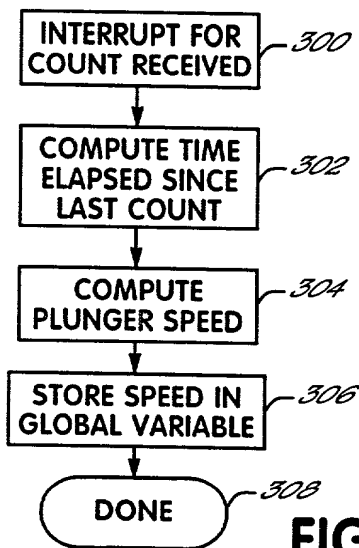 INTERRUPT FOR
COUNT RECEIVED
300
COMPUTE TIME
ELAPSED SINCE
LAST COUNT
302
COMPUTE
PLUNGER SPEED
304
STORE SPEED IN
GLOBAL VARIABLE
306
DONE
308
FIG